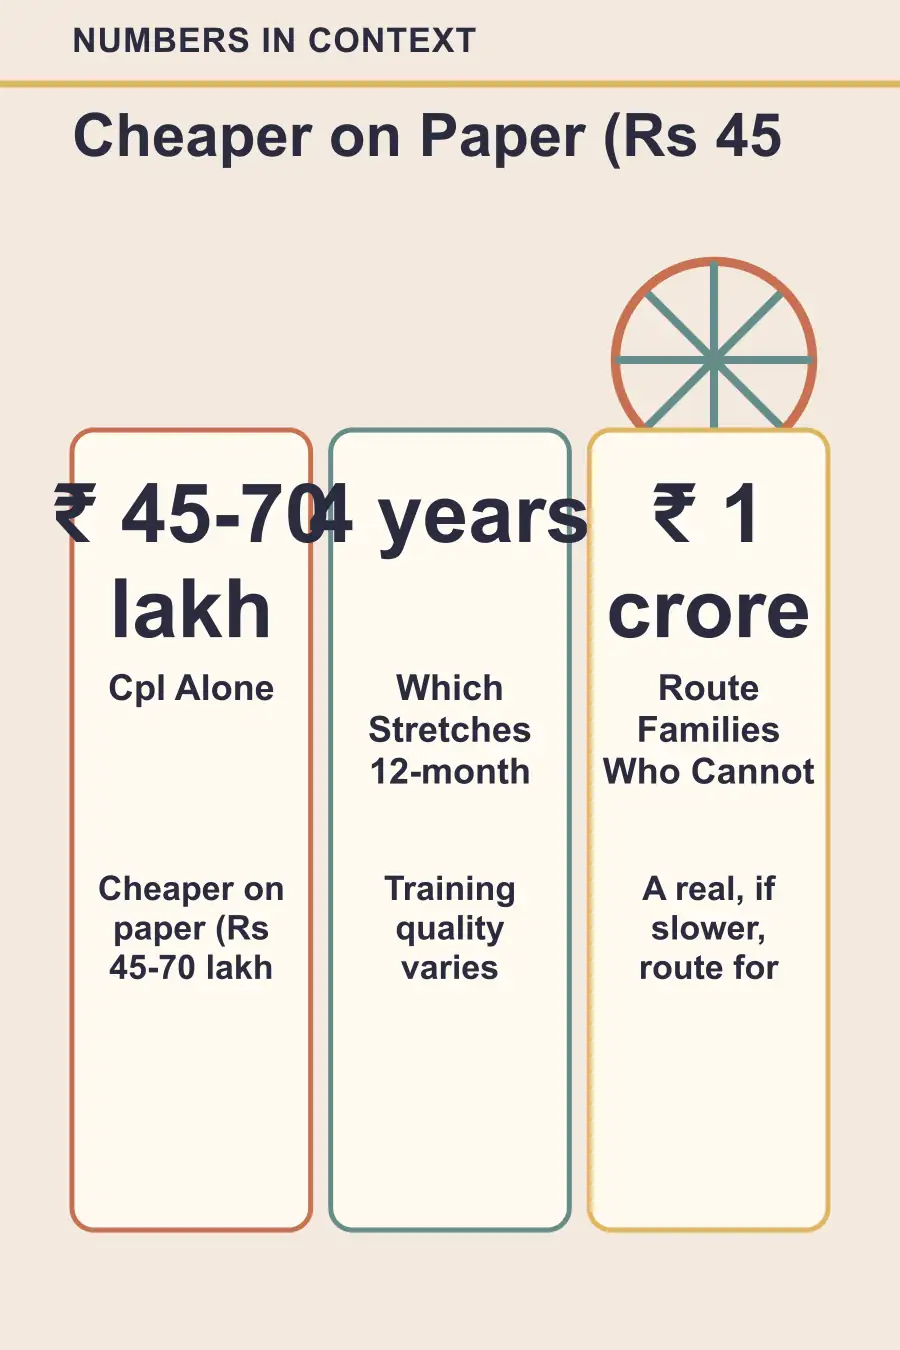 NUMBERS IN CONTEXT
Cheaper on Paper (Rs 45
₹ 45-70
lakh
Cpl Alone
Cheaper on
paper (Rs
45-70 lakh
4 years
Which
Stretches
12-month
Training
quality
varies
₹ 1
crore
Route
Families
Who Cannot
A real, if
slower,
route for